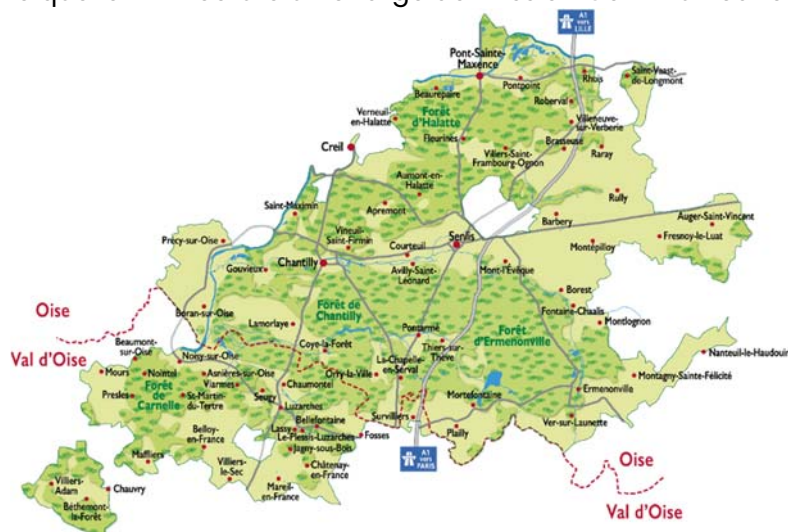 A1
vers
LILLE
Pont-Sainte-
Maxence
Rhuis
Saint-Vaast-
de-Longmont
Pontpoint
Beaurepaire
Roberval
Forêt
d'Halatte
Verneuil-
en-Halatte
Villeneuve-
sur-Verberie
Fleurines
Brasseuse
Raray
Creil
Villers-Saint-
Frambourg-Ognon
Aumont-en-
Halatte
Rully
Saint-Maximin
Apremont
Barbery
Auger-Saint-Vincent
Fresnoy-le-Luat
Précy-sur-Oise
Vineuil-
Saint-Firmin
Courteuil
Senlis
Montépilloy
Gouvieux
Chantilly
Avilly-Saint-
Léonard
Mont-l'Évêque
Borest
Oise
Boran-sur-Oise
Forêt de
Chantilly
Fontaine-Chaalis
Montlognon
Lamorlaye
Pontarmé
Forêt
d'Ermenonville
Val d'Oise
Beaumont-
sur-Oise
Noisy-sur-Oise
Coye-la-Forêt
Thiers-sur-
Thève
Nanteuil-le-Haudouin
Mours
Nointel
Asnières-sur-Oise
Viarmes
Orry-la-Ville
La-Chapelle-
en-Serval
Montagny-Sainte-Félicité
Presles
Forêt
de
Carnelle
St-Martin-
du-Tertre
Seugy
Chaumontel
Luzarches
Mortefontaine
Ermenonville
Survilliers
Ver-sur-Launette
Belloy-
en-France
Bellefontaine
Lassy
Le-Plessis-Luzarches
Fosses
Plailly
Jagny-sous-Bois
Maffliers
Villiers-
le-Sec
Châtenay-
en-France
A1
vers
PARIS
Oise
Villiers-
Adam
Chauvry
Mareil-
en-France
Béthemont-
la-Forêt
Val d'Oise